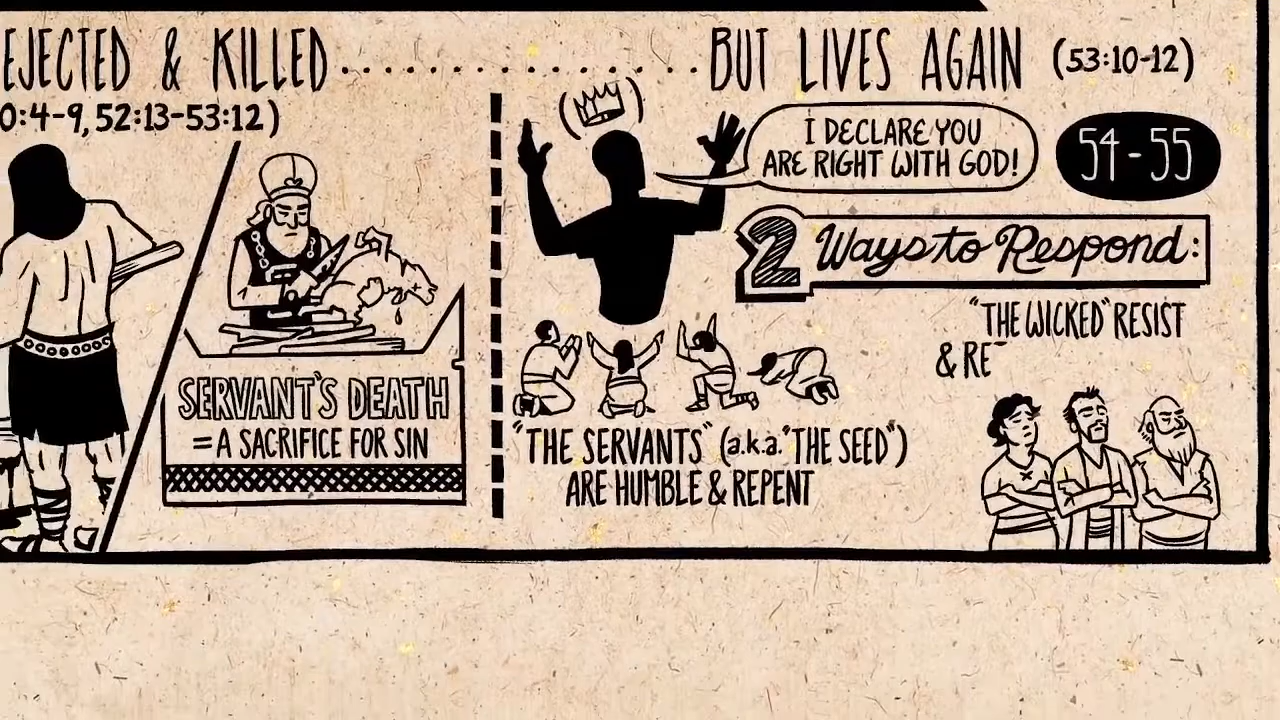 EJECTED & KILLED
0:4-9, 52:13-53:12)
SERVANT'S DEATH
= A SACRIFICE FOR SIN
BUT LIVES AGAIN (53:10-12)
I DECLARE YOU
ARE RIGHT WITH GOD!
54-55
2 Ways to Respond:
"THE SERVANTS" (a.k.a. "THE SEED")
ARE HUMBLE & REPENT
"THE WICKED" RESIST
& RE